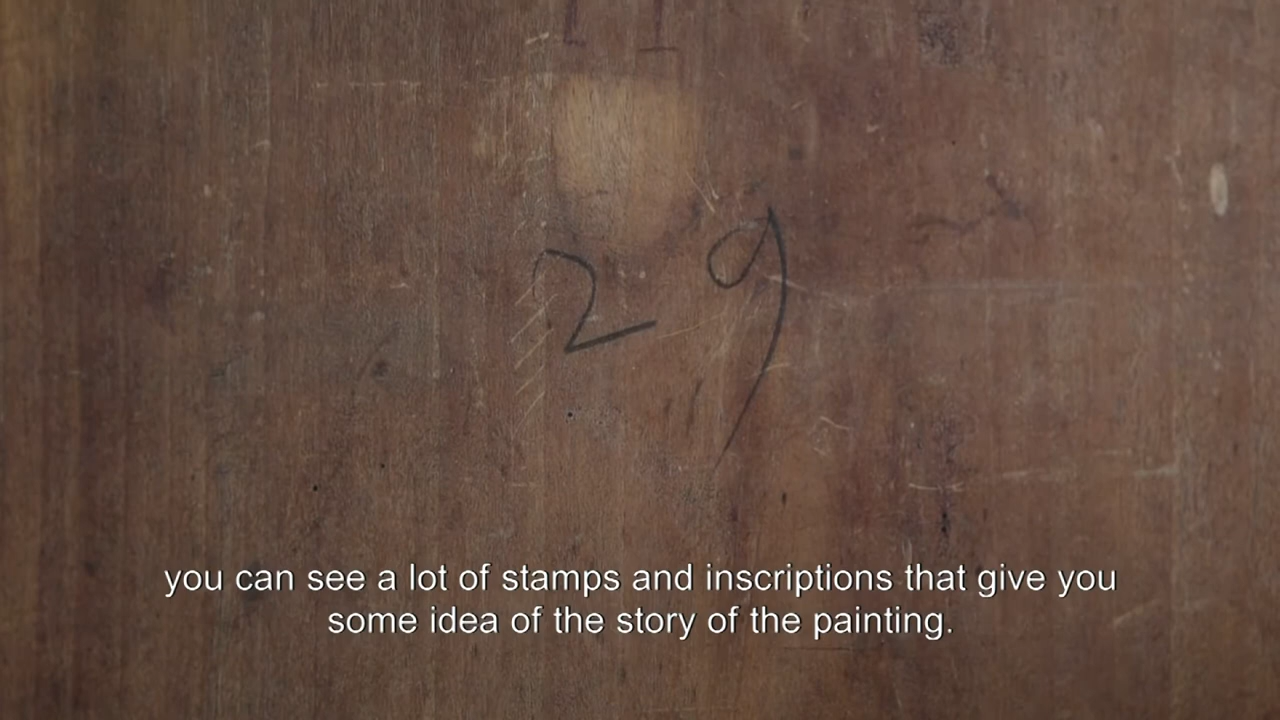 29
you can see a lot of stamps and inscriptions that give you
some idea of the story of the painting.